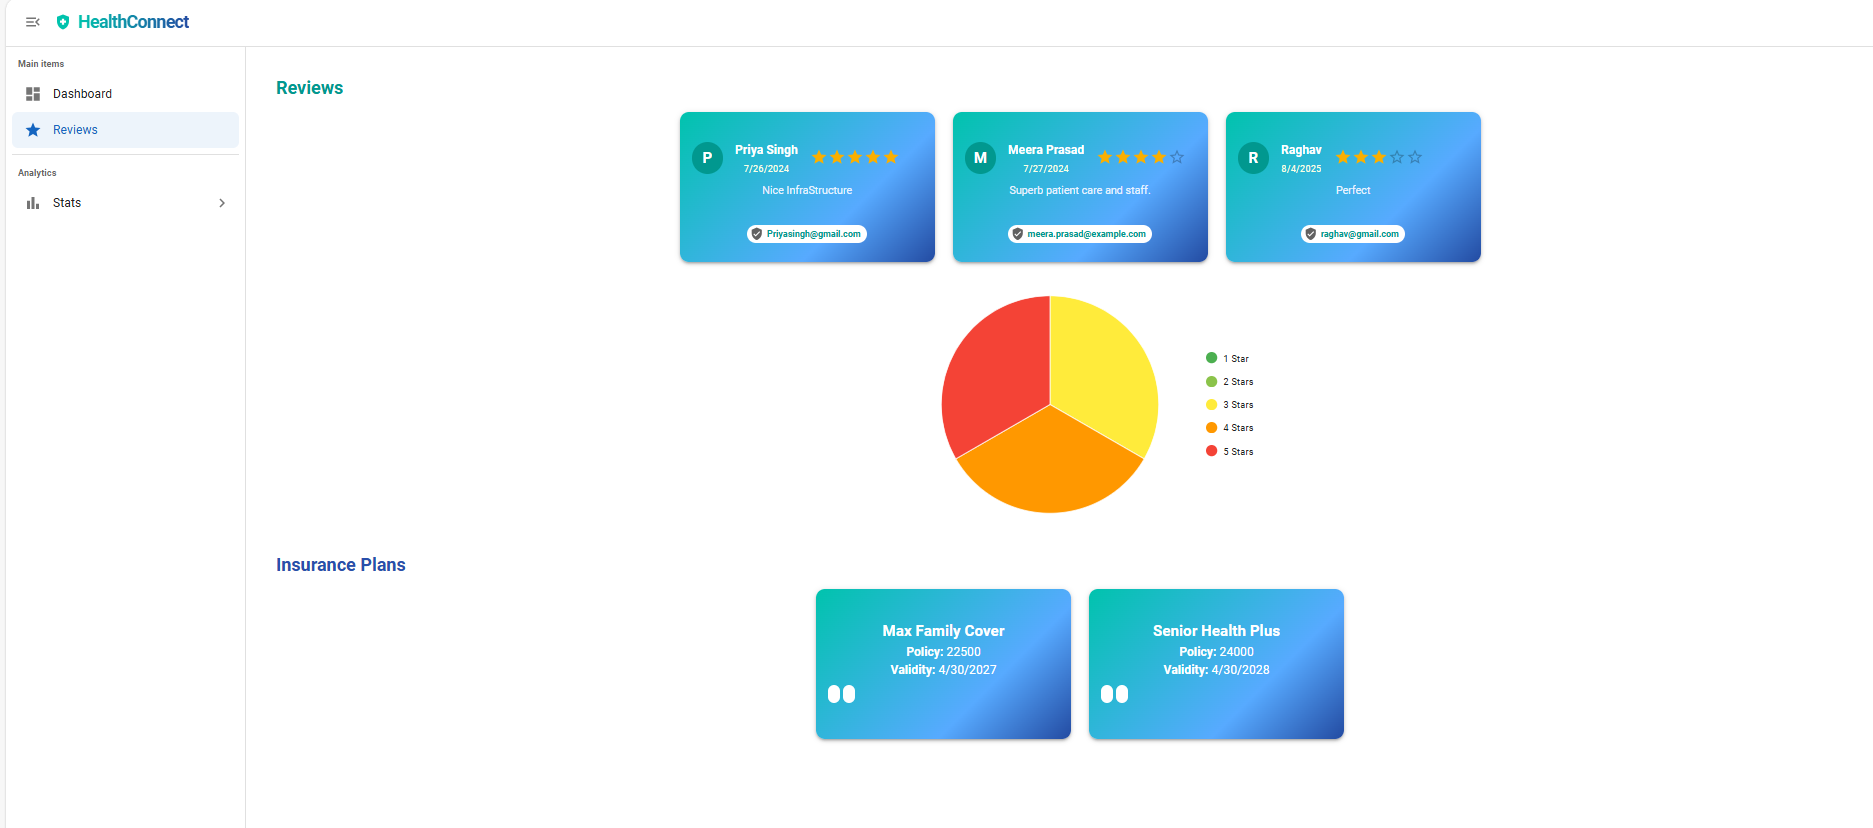 HealthConnect
Main items
Dashboard
Reviews
Analytics
Stats
Reviews
P
Priya Singh
7/26/2024
Nice InfraStructure
Priyasingh@gmail.com
M
Meera Prasad
7/27/2024
Superb patient care and staff.
meera.prasad@example.com
R
Raghav
8/4/2025
Perfect
raghav@gmail.com
1 Star
2 Stars
3 Stars
4 Stars
5 Stars
Insurance Plans
Max Family Cover
Policy: 22500
Validity: 4/30/2027
Senior Health Plus
Policy: 24000
Validity: 4/30/2028